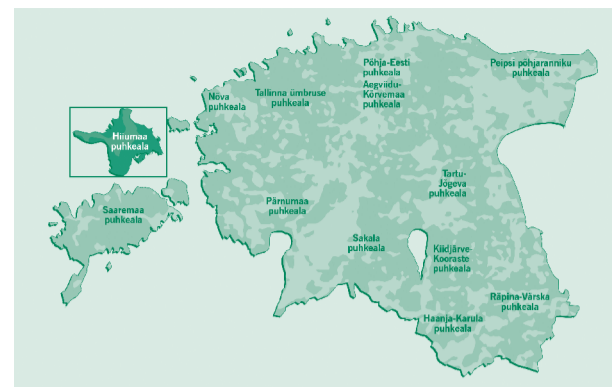 Põhja-Eesti
puhkeala
Aegviidu-
Kõrvemaa
puhkeala
Peipsi põhjaranniku
puhkeala
Nõva
puhkeala
Tallinna ümbruse
puhkeala
Hiiumaa
puhkeala
Tartu-
Jõgeva
puhkeala
Pärnumaa
puhkeala
Saaremaa
puhkeala
Sakala
puhkeala
Kiidjärve-
Kooraste
puhkeala
Räpina-Värska
puhkeala
Haanja-Karula
puhkeala